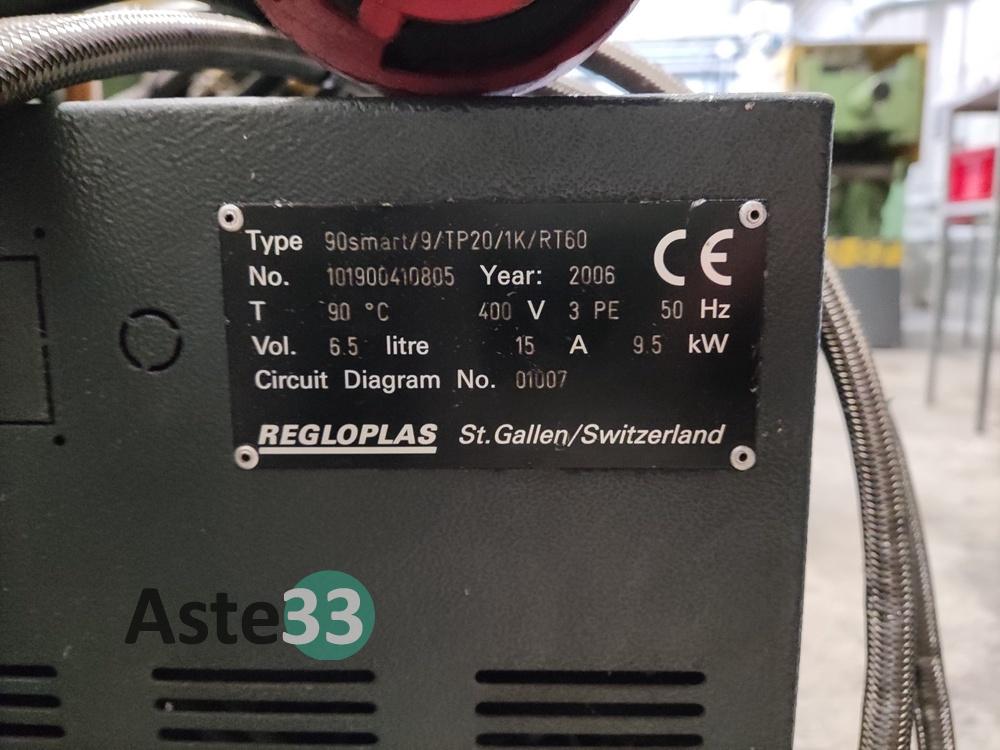 Type 90smart/9/TP20/1K/RT60 CE
No. 101900410805 Year: 2006
T 90 °C 400 V 3 PE 50 Hz
Vol. 6.5 litre 15 A 9.5 kW
Circuit Diagram No. 01007
REGLOPLAS St.Gallen/Switzerland
Aste33